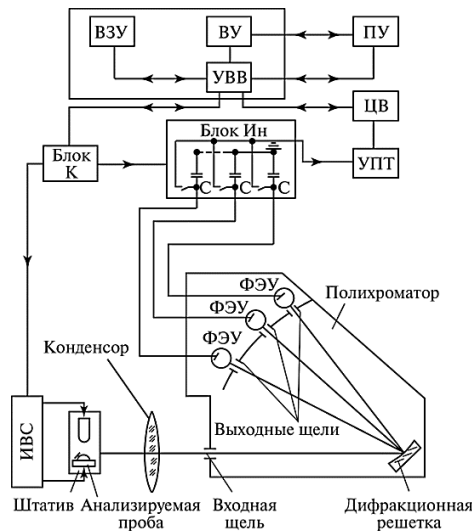 ВЗУ
ВУ
ПУ
УВВ
ЦВ
Блок Ин
Блок
К
УПТ
С
С
С
ФЭУ
ФЭУ
ФЭУ
Полихроматор
Конденсор
Выходные щели
ИВС
Штатив
Анализируемая
проба
Входная
щель
Дифракционная
решетка